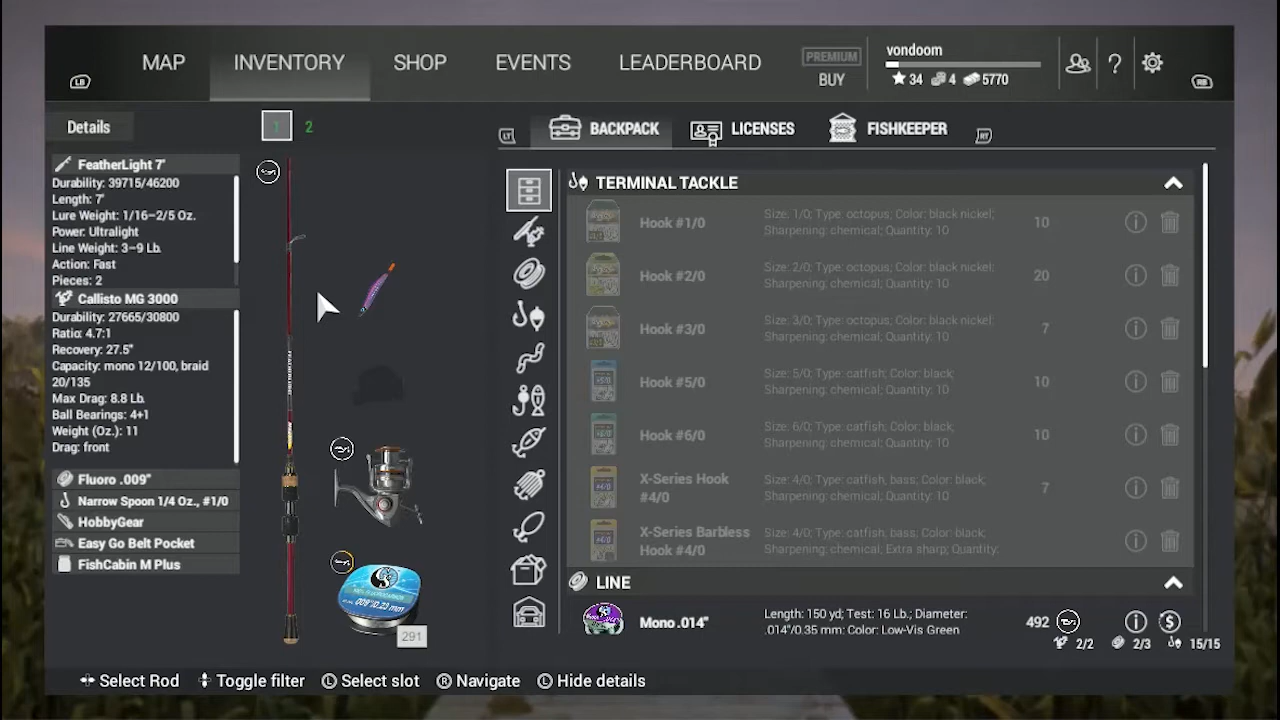 LB
MAP
INVENTORY
SHOP
EVENTS
LEADERBOARD
PREMIUM
BUY
vondoom
34 4 5770
?
RB
Details
1 2
LT
BACKPACK
LICENSES
FISHKEEPER
RT
FeatherLight 7'
Durability: 39715/46200
Length: 7'
Lure Weight: 1/16–2/5 Oz.
Power: Ultralight
Line Weight: 3–9 Lb.
Action: Fast
Pieces: 2
Callisto MG 3000
Durability: 27665/30800
Ratio: 4.7:1
Recovery: 27.5"
Capacity: mono 12/100, braid
20/135
Max Drag: 8.8 Lb.
Ball Bearings: 4+1
Weight (Oz.): 11
Drag: front
Fluoro .009"
Narrow Spoon 1/4 Oz., #1/0
HobbyGear
Easy Go Belt Pocket
FishCabin M Plus
.009"/0.23 mm
291
TERMINAL TACKLE
Hook #1/0
Size: 1/0; Type: octopus; Color: black nickel;
Sharpening: chemical; Quantity: 10
10
Hook #2/0
Size: 2/0; Type: octopus; Color: black nickel;
Sharpening: chemical; Quantity: 10
20
Hook #3/0
Size: 3/0; Type: octopus; Color: black nickel;
Sharpening: chemical; Quantity: 10
7
Hook #5/0
Size: 5/0; Type: catfish; Color: black;
Sharpening: chemical; Quantity: 10
10
Hook #6/0
Size: 6/0; Type: catfish; Color: black;
Sharpening: chemical; Quantity: 10
10
X-Series Hook
#4/0
Size: 4/0; Type: catfish, bass; Color: black;
Sharpening: chemical; Quantity: 10
7
X-Series Barbless
Hook #4/0
Size: 4/0; Type: catfish, bass; Color: black;
Sharpening: chemical, Extra sharp; Quantity:
LINE
Mono .014"
Length: 150 yd; Test: 16 Lb.; Diameter:
.014"/0.35 mm; Color: Low-Vis Green
492
2/2 2/3 15/15
Select Rod
Toggle filter
L Select slot
R Navigate
L Hide details